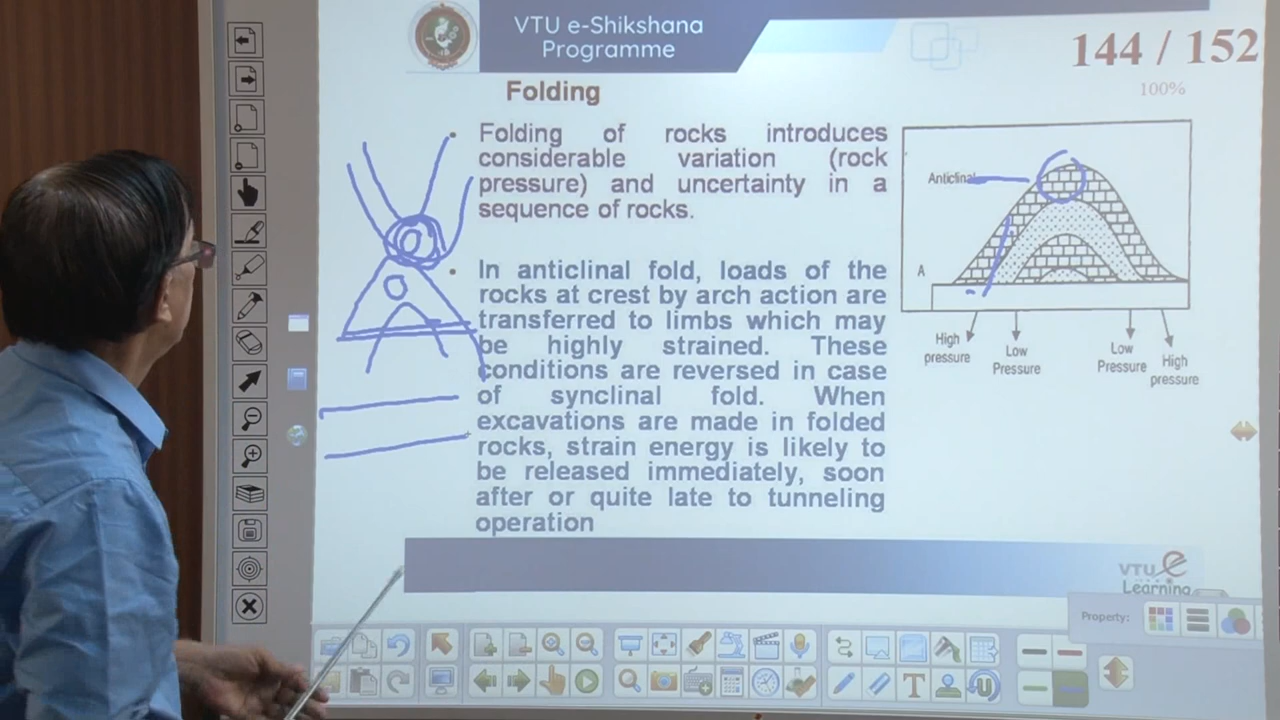 VTU e-Shikshana
Programme
144 / 152
100%
Folding
• Folding of rocks introduces
considerable variation (rock
pressure) and uncertainty in a
sequence of rocks.
• In anticlinal fold, loads of the
rocks at crest by arch action are
transferred to limbs which may
be highly strained. These
conditions are reversed in case
of synclinal fold. When
excavations are made in folded
rocks, strain energy is likely to
be released immediately, soon
after or quite late to tunneling
operation
Anticlinal
A
High
pressure
Low
Pressure
Low
Pressure
High
pressure
VTU e
Learning
Property: